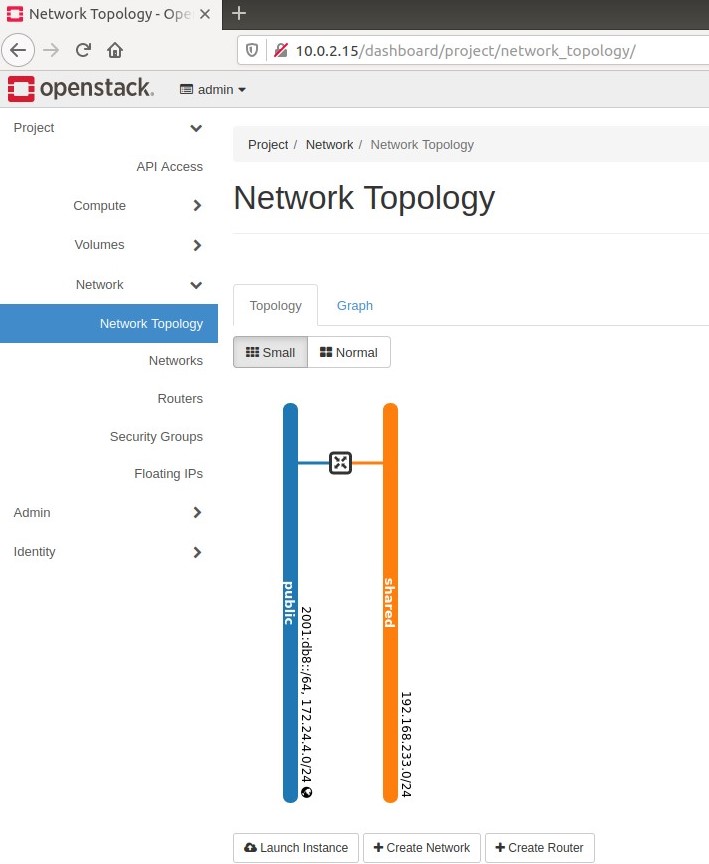 Network Topology - Ope
10.0.2.15/dashboard/project/network_topology/
openstack.
admin
Project
API Access
Compute
Volumes
Network
Network Topology
Networks
Routers
Security Groups
Floating IPs
Admin
Identity
Project / Network / Network Topology
Network Topology
Topology
Graph
Small
Normal
public
2001:db8::/64, 172.24.4.0/24
shared
192.168.233.0/24
Launch Instance
Create Network
Create Router